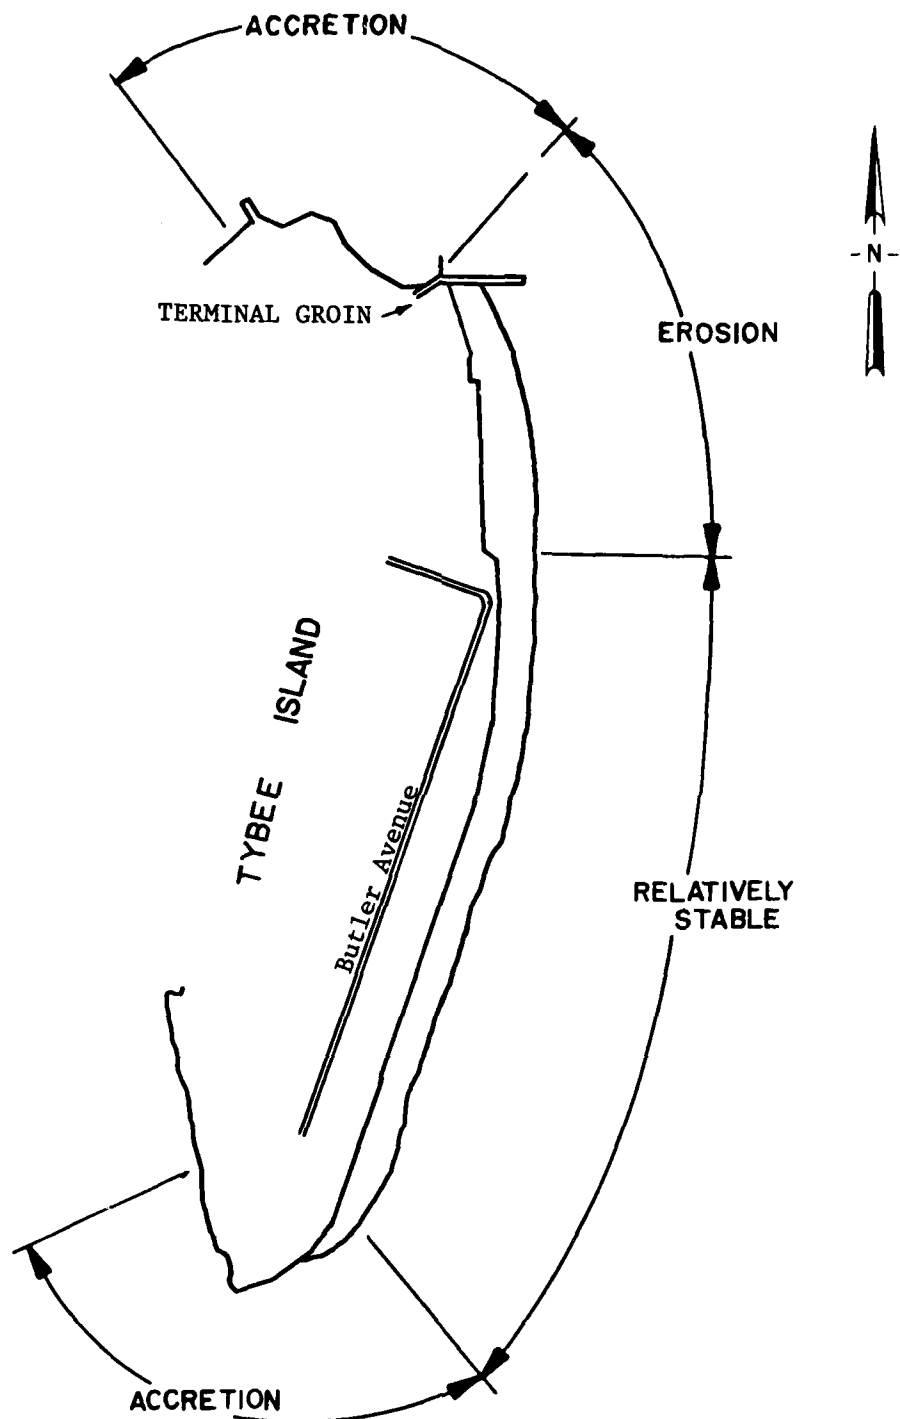 ACCRETION
- N -
TERMINAL GROIN
EROSION
TYBEE ISLAND
Butler Avenue
RELATIVELY
STABLE
ACCRETION